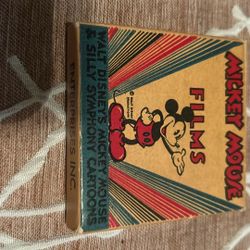 MICKEY MOUSE
FILMS
WALT DISNEY'S MICKEY MOUSE
& SILLY SYMPHONY CARTOONS
ENTERPRISES INC.